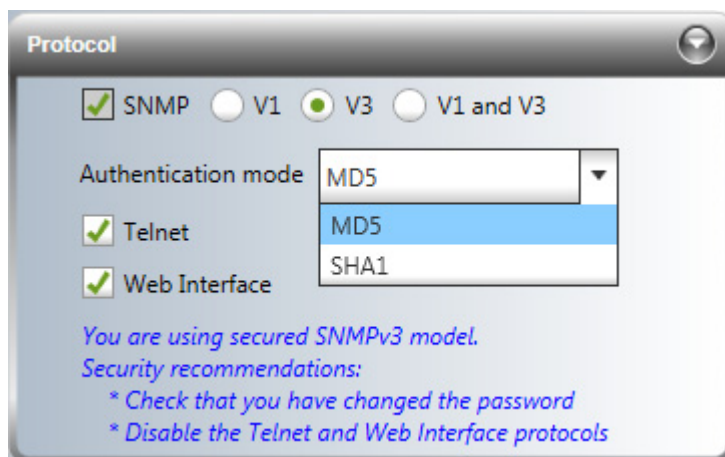 Protocol
SNMP V1 V3 V1 and V3
Authentication mode MD5
MD5
Telnet
SHA1
Web Interface
You are using secured SNMPv3 model.
Security recommendations:
* Check that you have changed the password
* Disable the Telnet and Web Interface protocols